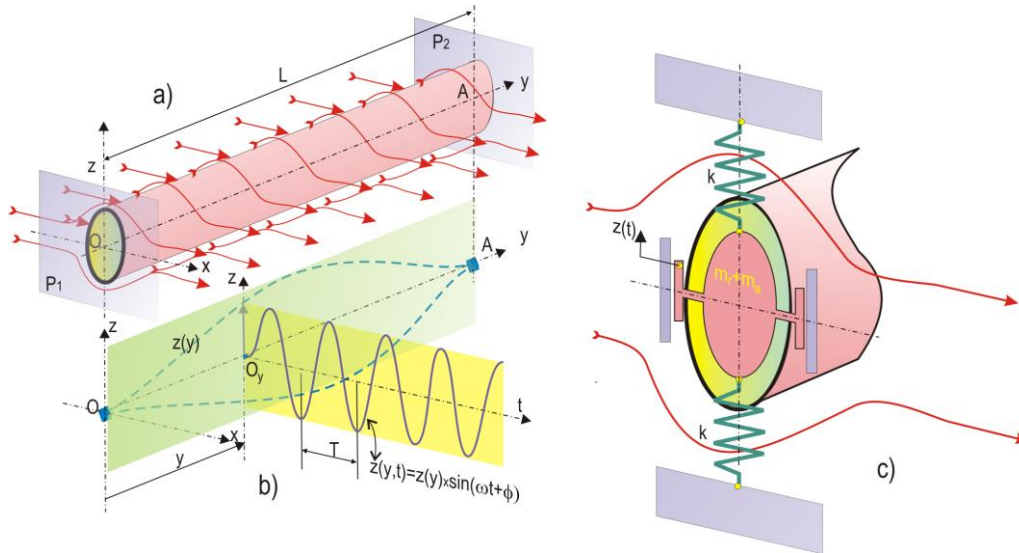 a)
L
P2
y
A
z
O
x
P1
z
z(y)
O
x
y
z
Oy
A
y
t
T
z(y,t)=z(y)xsin(ωt+ϕ)
b)
k
z(t)
mr+ma
k
c)